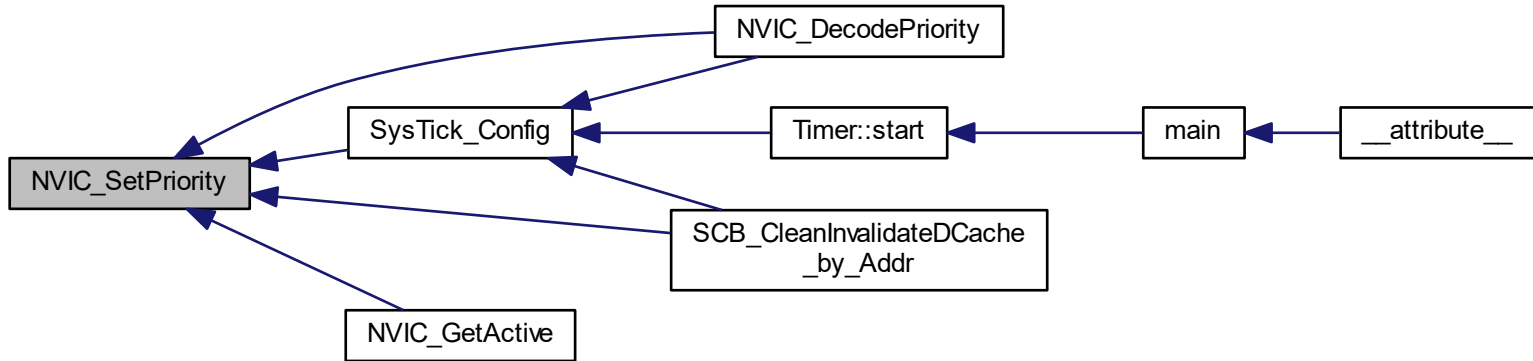 NVIC_DecodePriority
SysTick_Config
Timer::start
main
__attribute__
NVIC_SetPriority
SCB_CleanInvalidateDCache
_by_Addr
NVIC_GetActive